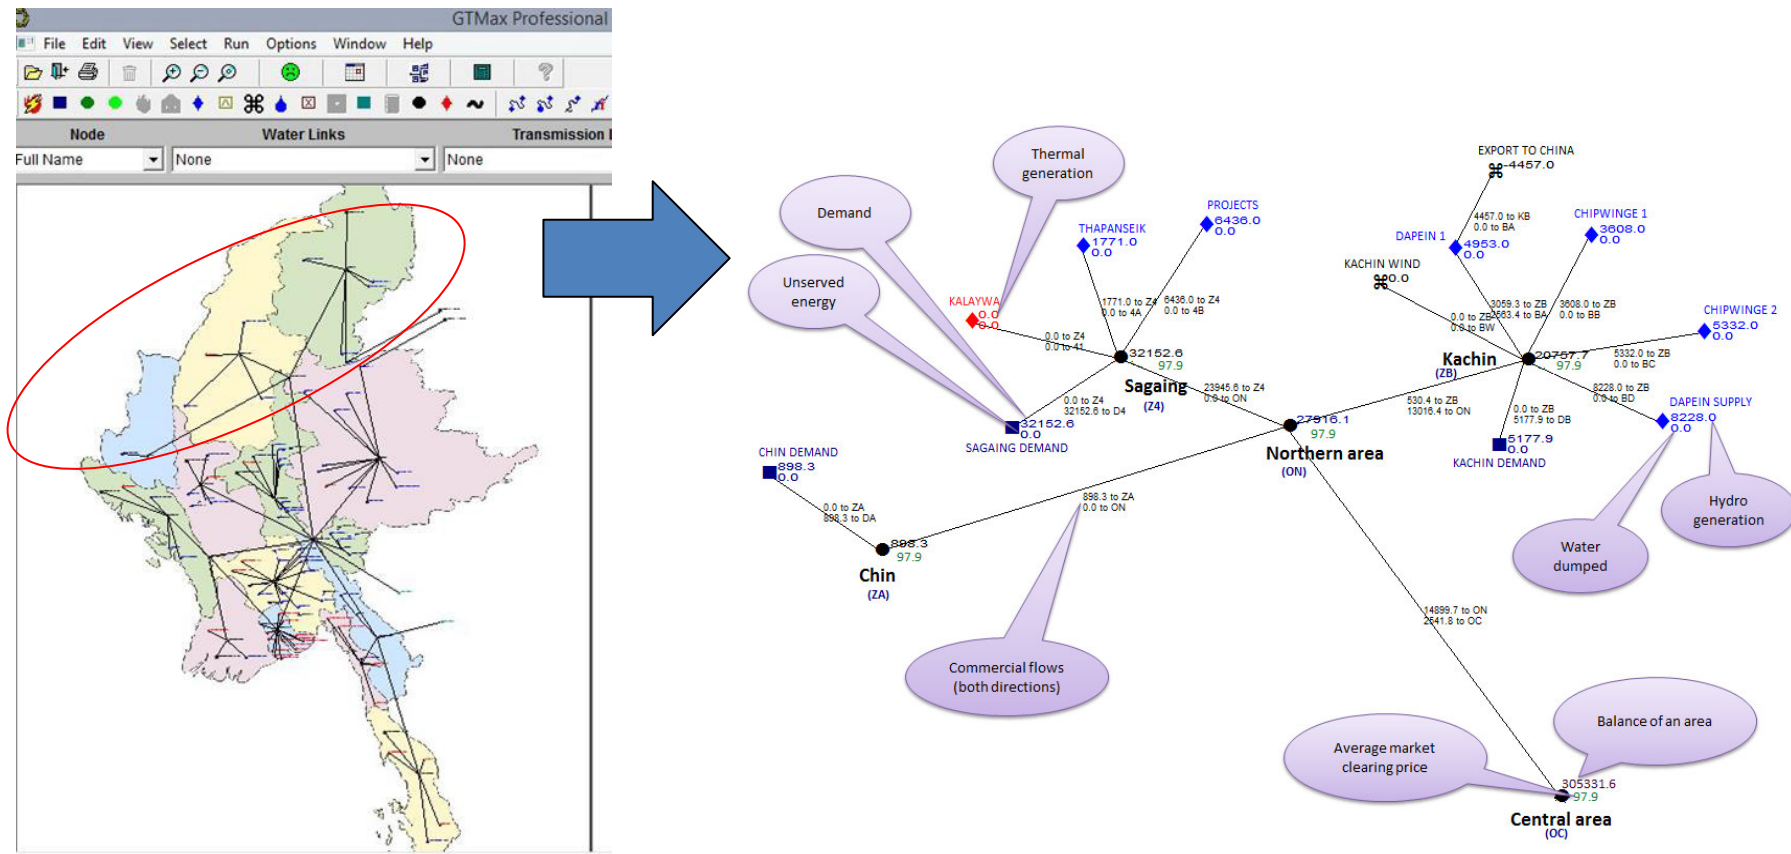 GTMax Professional
File Edit View Select Run Options Window Help
Node Water Links Transmission
Full Name None None
Thermal
generation
Demand
Unserved
energy
EXPORT TO CHINA
-4457.0
4457.0 to KB
0.0 to BA
PROJECTS
6436.0
0.0
THAPANSEIK
1771.0
0.0
CHIPWINGE 1
3608.0
0.0
DAPEIN 1
4953.0
0.0
KACHIN WIND
0.0
KALAYWA
0.0
0.0
1771.0 to Z4
0.0 to 4A
6436.0 to Z4
0.0 to 4B
3059.3 to ZB
2563.4 to BA
3608.0 to ZB
0.0 to BB
CHIPWINGE 2
5332.0
0.0
0.0 to ZB
0.0 to BW
0.0 to Z4
0.0 to 41
32152.6
97.9
Sagaing
(Z4)
Kachin
(ZB)
20757.7
97.9
5332.0 to ZB
0.0 to BC
23945.6 to Z4
0.0 to ON
8228.0 to ZB
0.0 to BD
0.0 to Z4
32152.6 to D4
530.4 to ZB
13016.4 to ON
0.0 to ZB
5177.9 to DB
DAPEIN SUPPLY
8228.0
0.0
32152.6
0.0
SAGAING DEMAND
27916.1
97.9
Northern area
(ON)
5177.9
0.0
KACHIN DEMAND
CHIN DEMAND
898.3
0.0
898.3 to ZA
0.0 to ON
0.0 to ZA
898.3 to DA
Hydro
generation
898.3
97.9
Chin
(ZA)
Water
dumped
14899.7 to ON
2541.8 to OC
Commercial flows
(both directions)
Balance of an area
Average market
clearing price
305331.6
97.9
Central area
(OC)